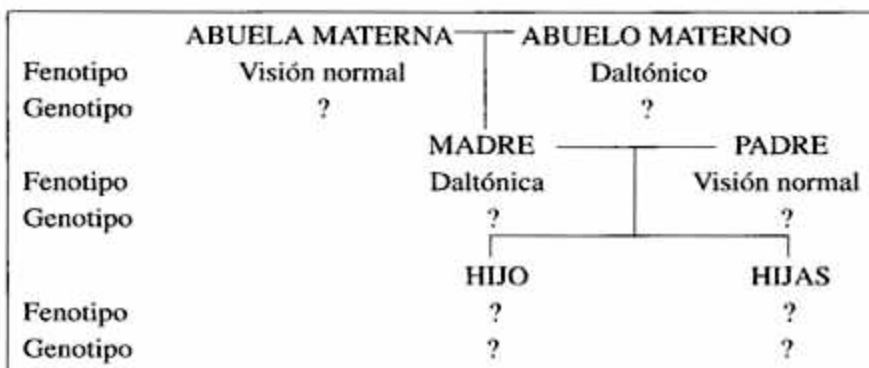 ABUELA MATERNA ABUELO MATERNO
Fenotipo Visión normal Daltónico
Genotipo ? ?
MADRE PADRE
Fenotipo Daltónica Visión normal
Genotipo ? ?
HIJO HIJAS
Fenotipo ? ?
Genotipo ? ?